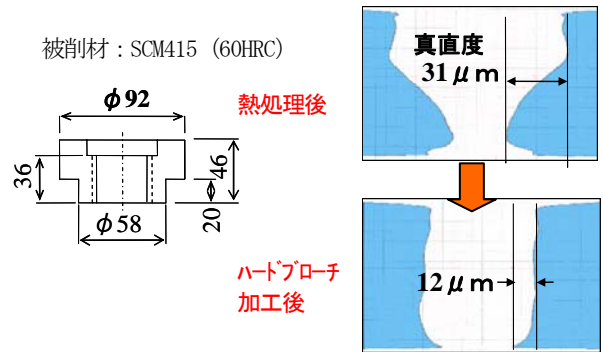 被削材：SCM415 (60HRC)
φ92
36
46
20
φ58
熱処理後
真直度
31μm
ハードブローチ
加工後
12μm